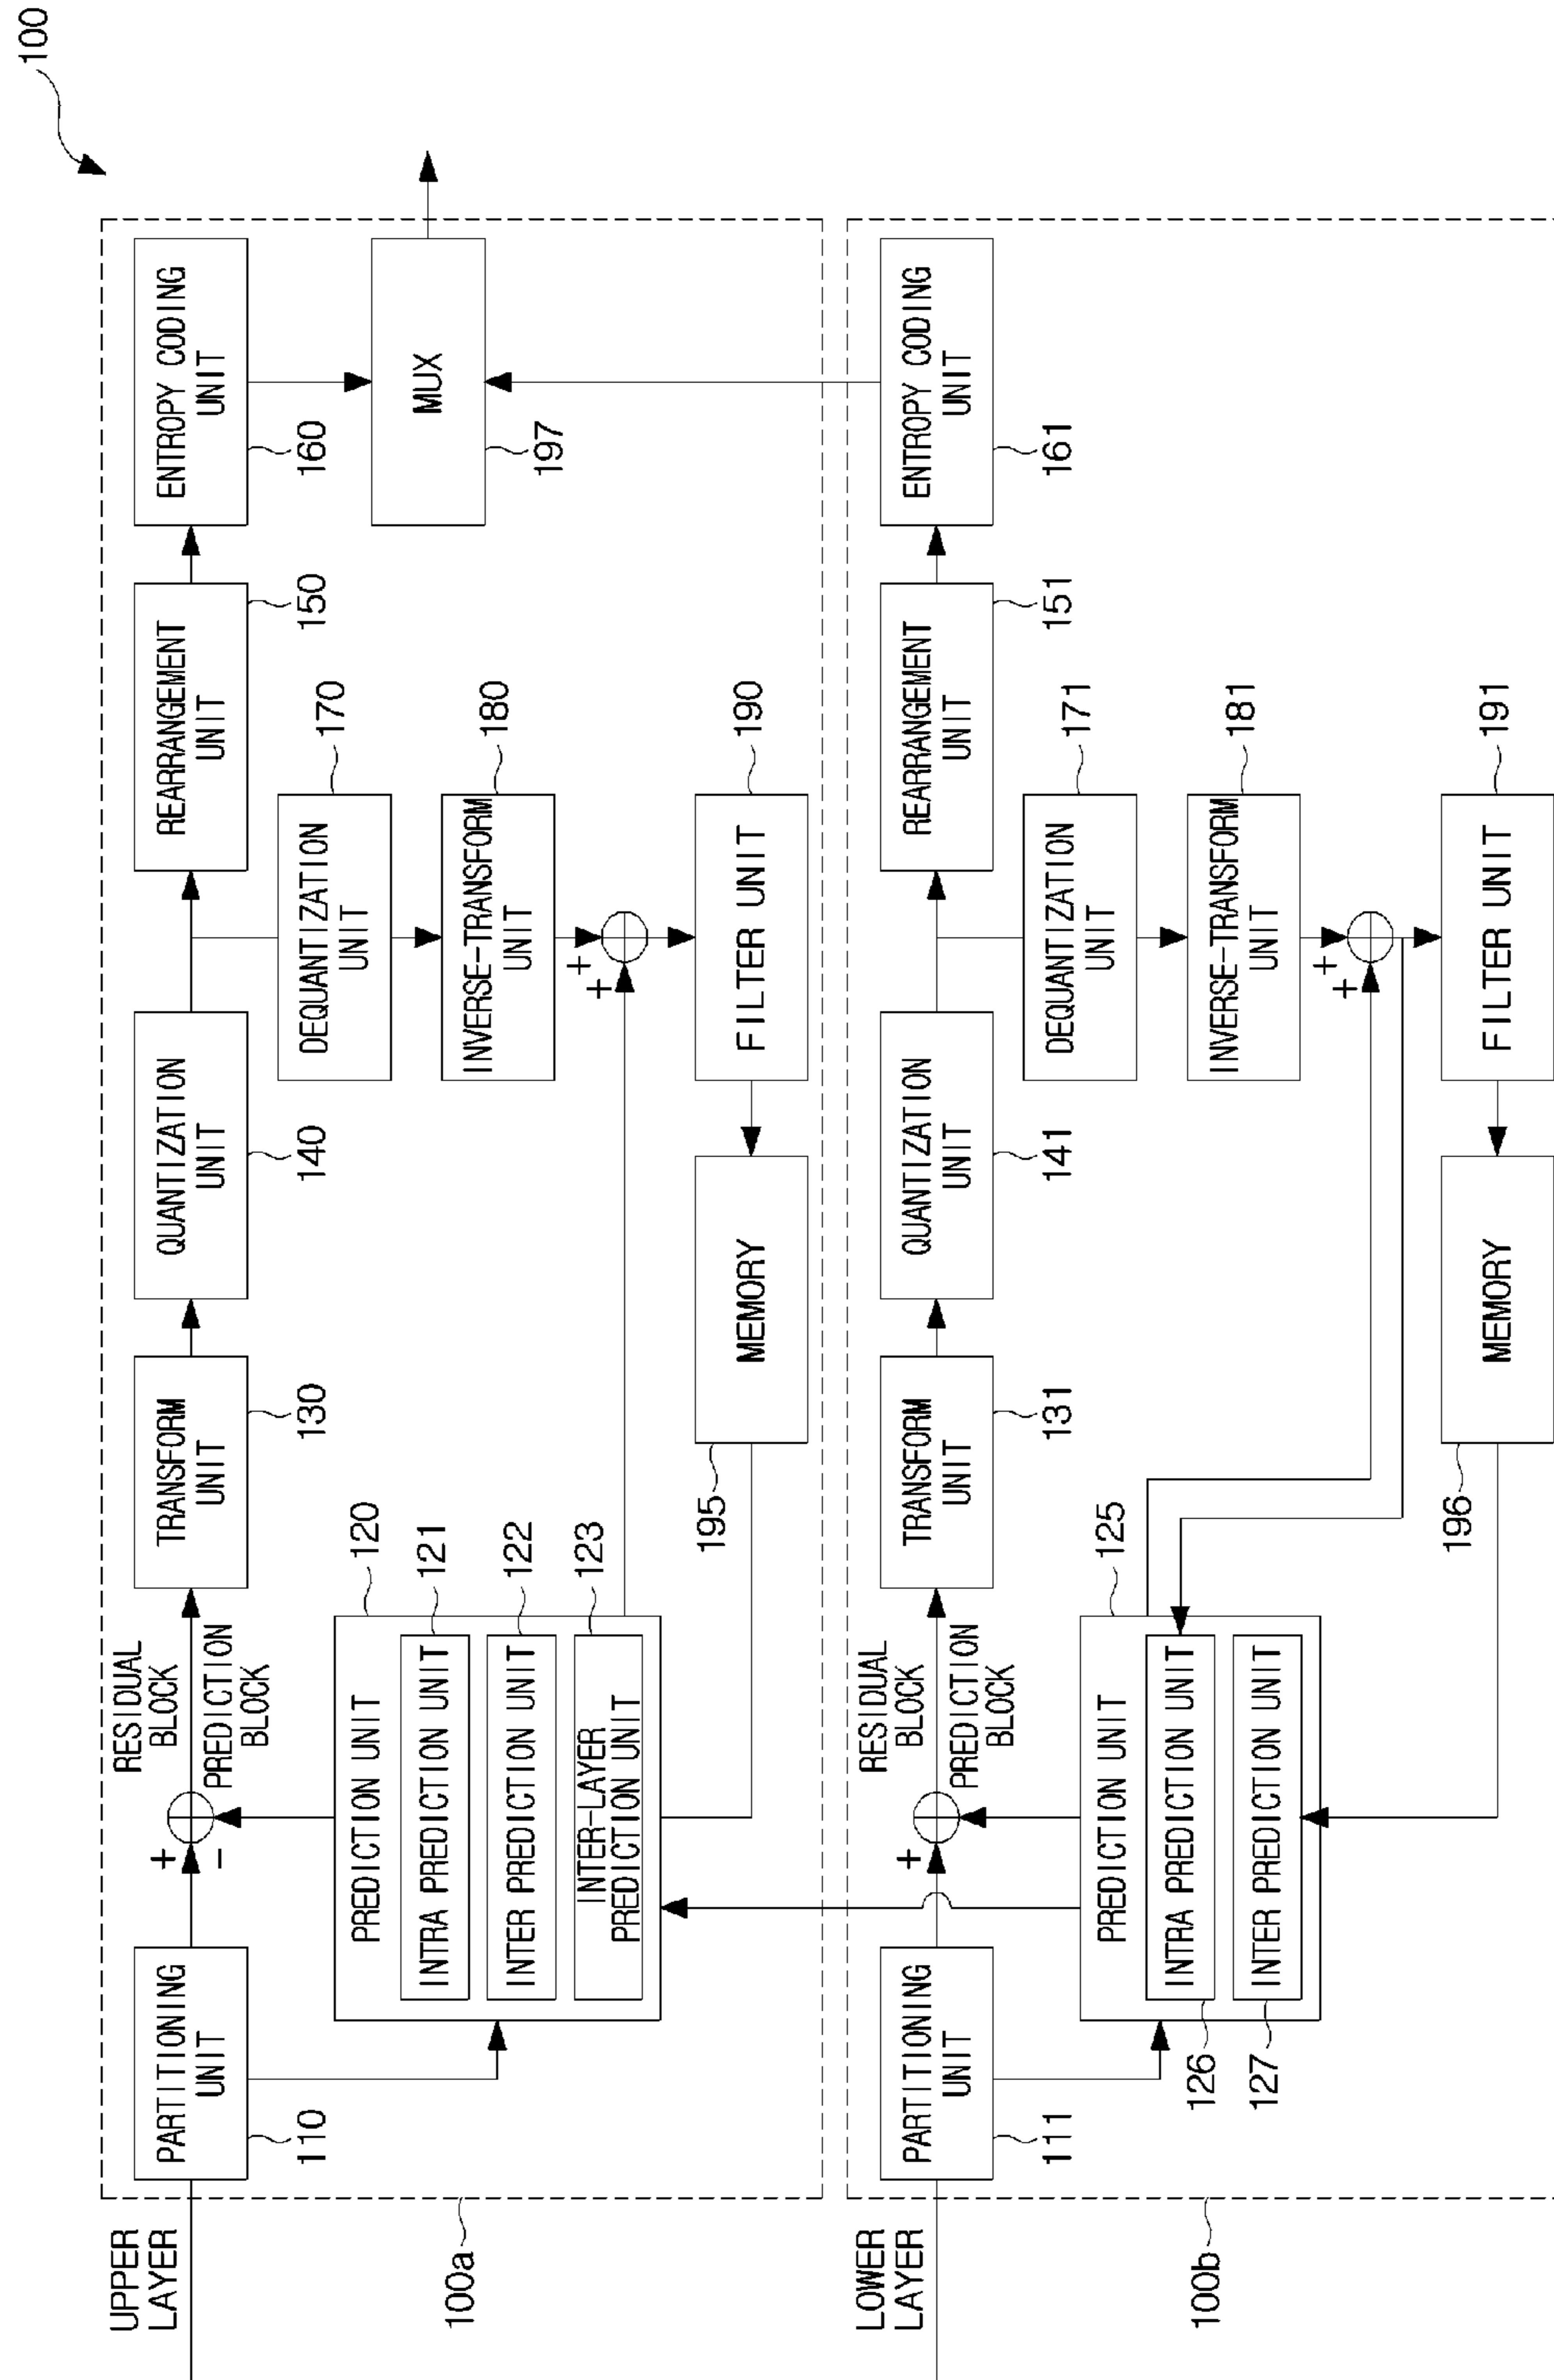 100
UPPER
LAYER
100a
PARTITIONING
UNIT
110
+
-
RESIDUAL
BLOCK
PREDICTION
BLOCK
PREDICTION UNIT
120
INTRA PREDICTION UNIT
121
INTER PREDICTION UNIT
122
INTER-LAYER
PREDICTION UNIT
123
TRANSFORM
UNIT
130
QUANTIZATION
UNIT
140
REARRANGEMENT
UNIT
150
ENTROPY CODING
UNIT
160
MUX
197
DEQUANTIZATION
UNIT
170
INVERSE-TRANSFORM
UNIT
180
+
+
FILTER UNIT
190
MEMORY
195
LOWER
LAYER
100b
PARTITIONING
UNIT
111
+
RESIDUAL
BLOCK
PREDICTION
BLOCK
PREDICTION UNIT
125
INTRA PREDICTION UNIT
126
INTER PREDICTION UNIT
127
TRANSFORM
UNIT
131
QUANTIZATION
UNIT
141
REARRANGEMENT
UNIT
151
ENTROPY CODING
UNIT
161
DEQUANTIZATION
UNIT
171
INVERSE-TRANSFORM
UNIT
181
+
+
FILTER UNIT
191
MEMORY
196